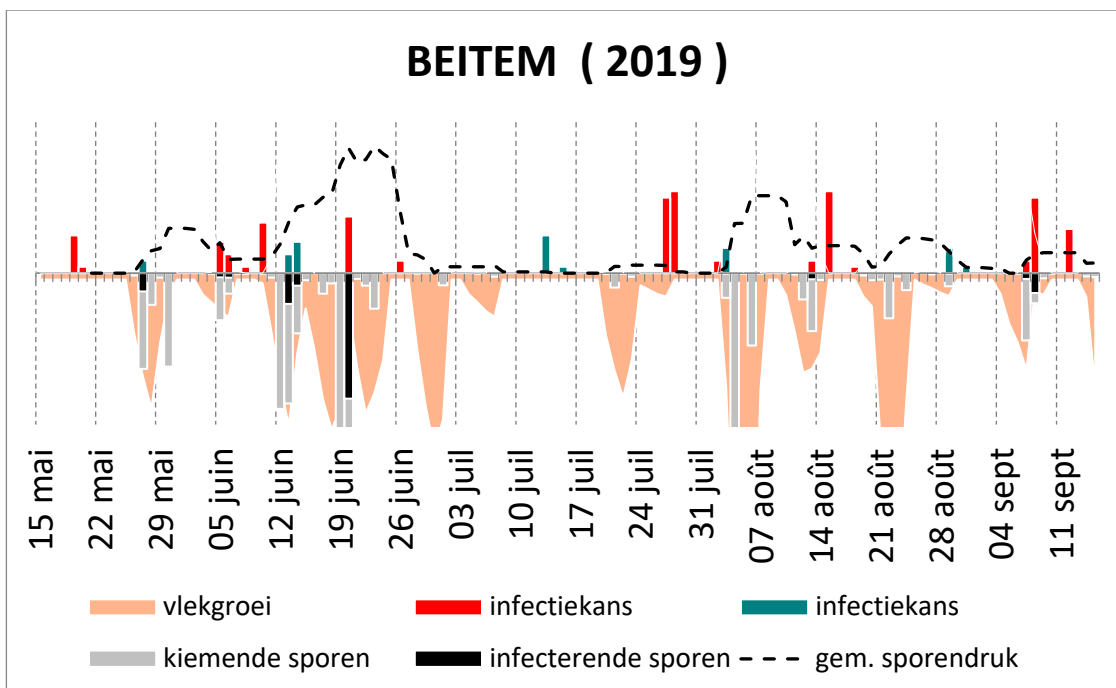 BEITEM ( 2019 )
15 mai
22 mai
29 mai
05 juin
12 juin
19 juin
26 juin
03 juil
10 juil
17 juil
24 juil
31 juil
07 août
14 août
21 août
28 août
04 sept
11 sept
vlekgroei infectiekans infectiekans
kiemende sporen infecterende sporen gem. sporendruk